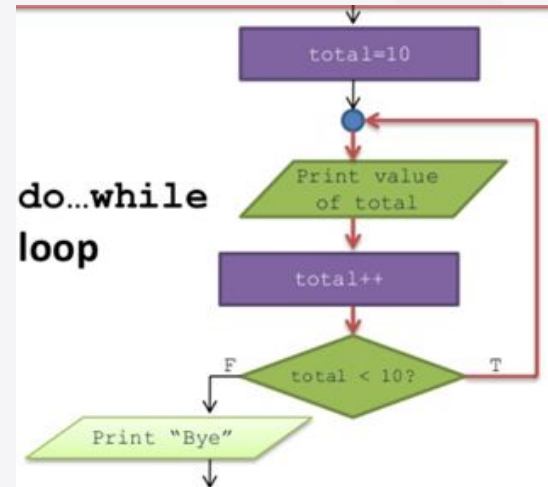 total=10
Print value
of total
do...while
loop
total++
F
total < 10?
T
Print “Bye”